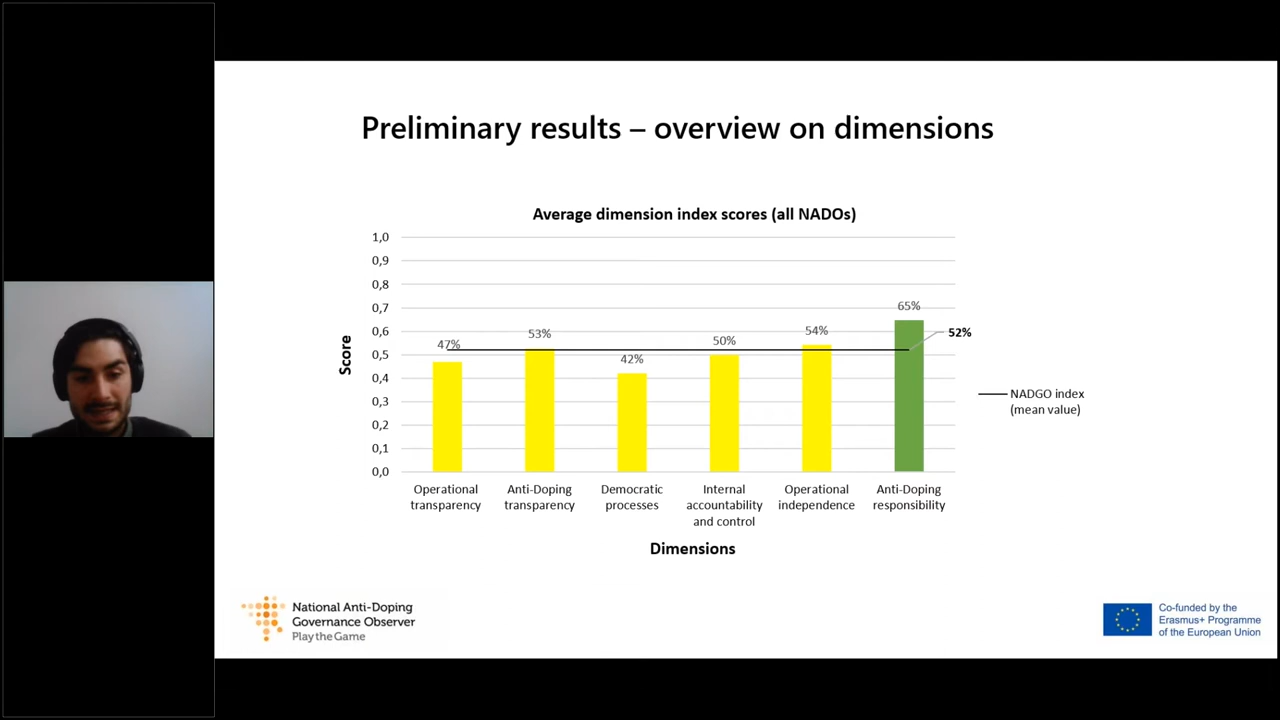 Preliminary results – overview on dimensions
Average dimension index scores (all NADOs)
1,0
0,9
0,8
0,7
0,6
0,5
0,4
0,3
0,2
0,1
0,0
Score
47%
53%
42%
50%
54%
65%
52%
NADGO index
(mean value)
Operational
transparency
Anti-Doping
transparency
Democratic
processes
Internal
accountability
and control
Operational
independence
Anti-Doping
responsibility
Dimensions
National Anti-Doping
Governance Observer
Play the Game
Co-funded by the
Erasmus+ Programme
of the European Union